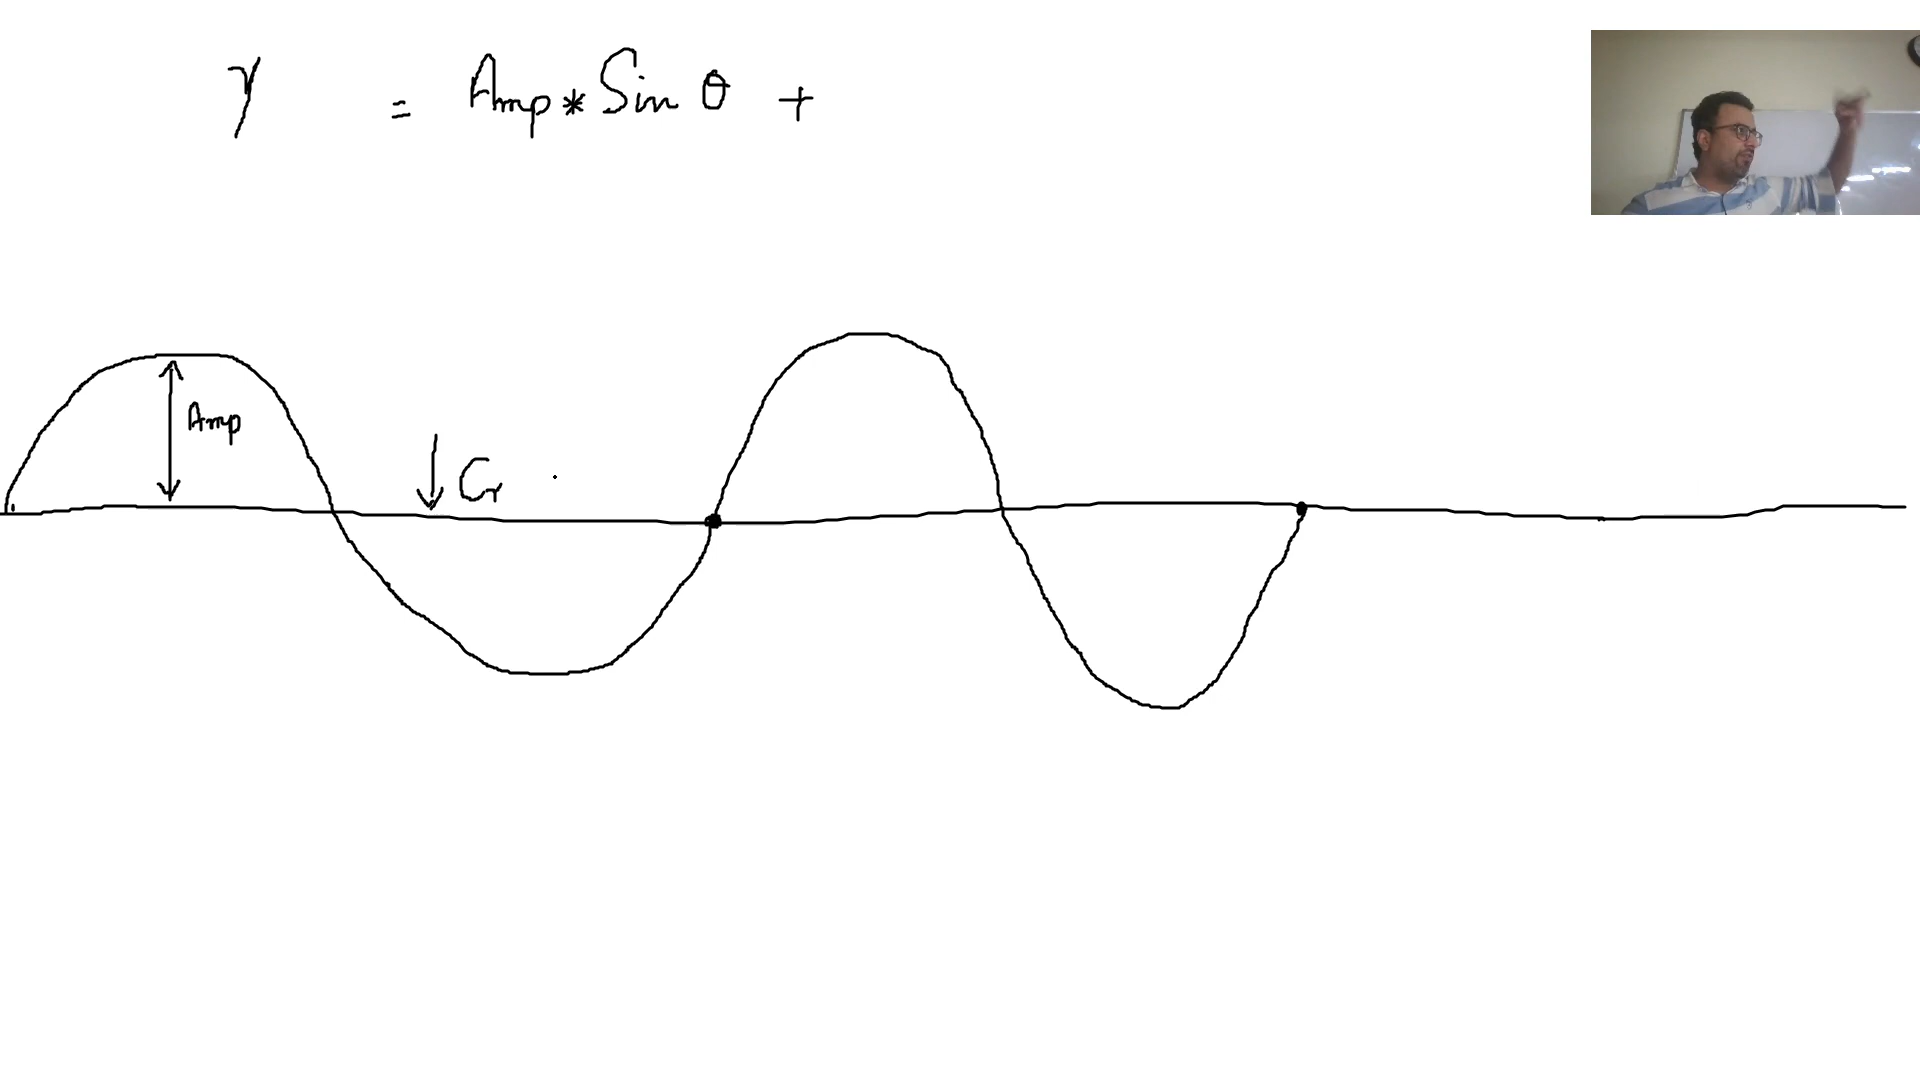 Y = Amp * Sin θ +
Amp
Cr